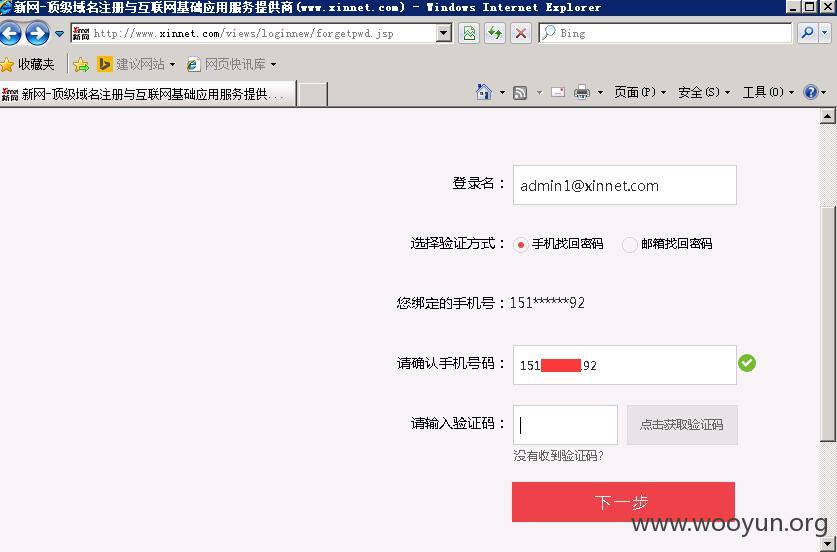 新网-顶级域名注册与互联网基础应用服务提供商(www.xinnet.com) - Windows Internet Explorer
http://www.xinnet.com/views/loginnew/forgetpwd.jsp
Bing
收藏夹 建议网站 网页快讯库
新网-顶级域名注册与互联网基础应用服务提供...
页面(P) 安全(S) 工具(O)
登录名： admin1@xinnet.com
选择验证方式： 手机找回密码 邮箱找回密码
您绑定的手机号：151******92
请确认手机号码： 151 92
请输入验证码： 点击获取验证码
没有收到验证码?
下一步
www.wooyun.org